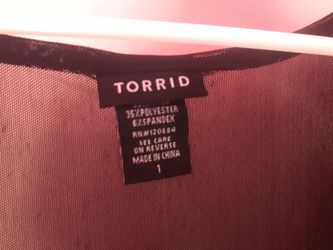 TORRID
35%POLYESTER
6%SPANDEX
RN#120684
SEE CARE
ON REVERSE
MADE IN CHINA
1